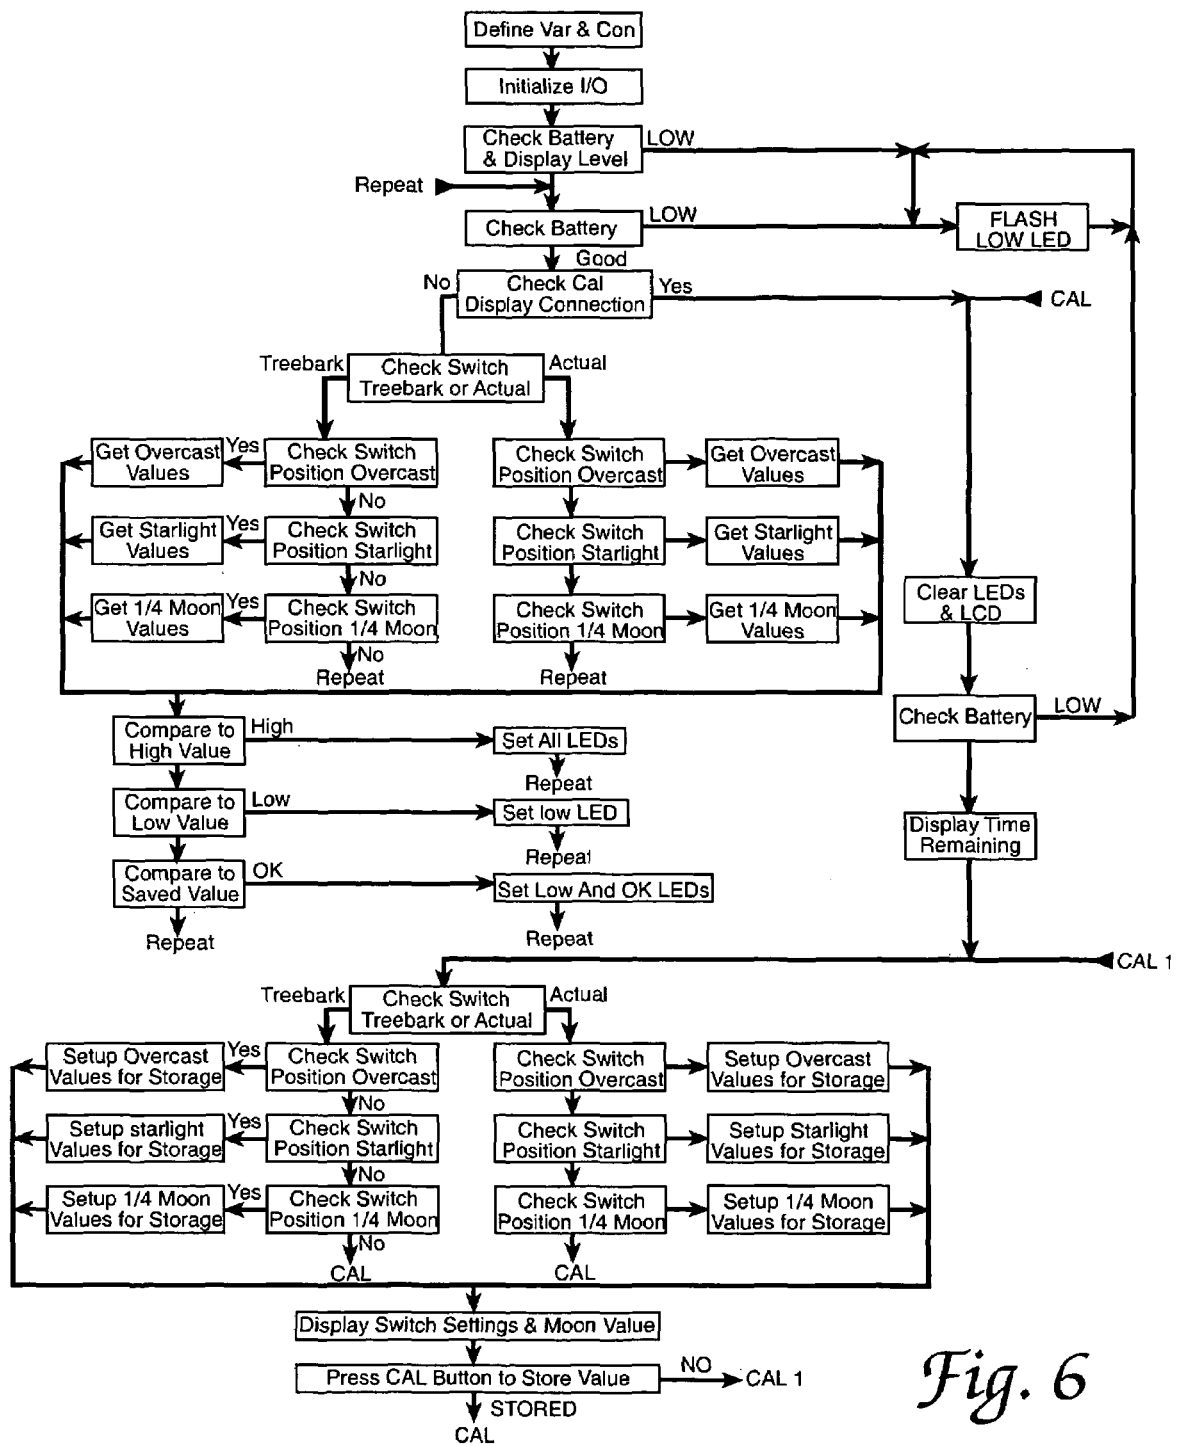 Define Var & Con
Initialize I/O
Check Battery
& Display Level
LOW
Repeat
Check Battery
LOW
FLASH
LOW LED
Good
No
Check Cal
Display Connection
Yes
CAL
Treebark
Check Switch
Treebark or Actual
Actual
Get Overcast
Values
Yes
Check Switch
Position Overcast
Check Switch
Position Overcast
Get Overcast
Values
No
Get Starlight
Values
Yes
Check Switch
Position Starlight
Check Switch
Position Starlight
Get Starlight
Values
No
Get 1/4 Moon
Values
Yes
Check Switch
Position 1/4 Moon
Check Switch
Position 1/4 Moon
Get 1/4 Moon
Values
Clear LEDs
& LCD
No
Repeat
Repeat
Check Battery
LOW
Compare to
High Value
High
Set All LEDs
Repeat
Compare to
Low Value
Low
Set low LED
Repeat
Display Time
Remaining
Compare to
Saved Value
OK
Set Low And OK LEDs
Repeat
Repeat
CAL 1
Treebark
Check Switch
Treebark or Actual
Actual
Setup Overcast
Values for Storage
Yes
Check Switch
Position Overcast
Check Switch
Position Overcast
Setup Overcast
Values for Storage
No
Setup starlight
Values for Storage
Yes
Check Switch
Position Starlight
Check Switch
Position Starlight
Setup Starlight
Values for Storage
No
Setup 1/4 Moon
Values for Storage
Yes
Check Switch
Position 1/4 Moon
Check Switch
Position 1/4 Moon
Setup 1/4 Moon
Values for Storage
No
CAL
CAL
Display Switch Settings & Moon Value
Press CAL Button to Store Value
NO
CAL 1
STORED
CAL
Fig. 6